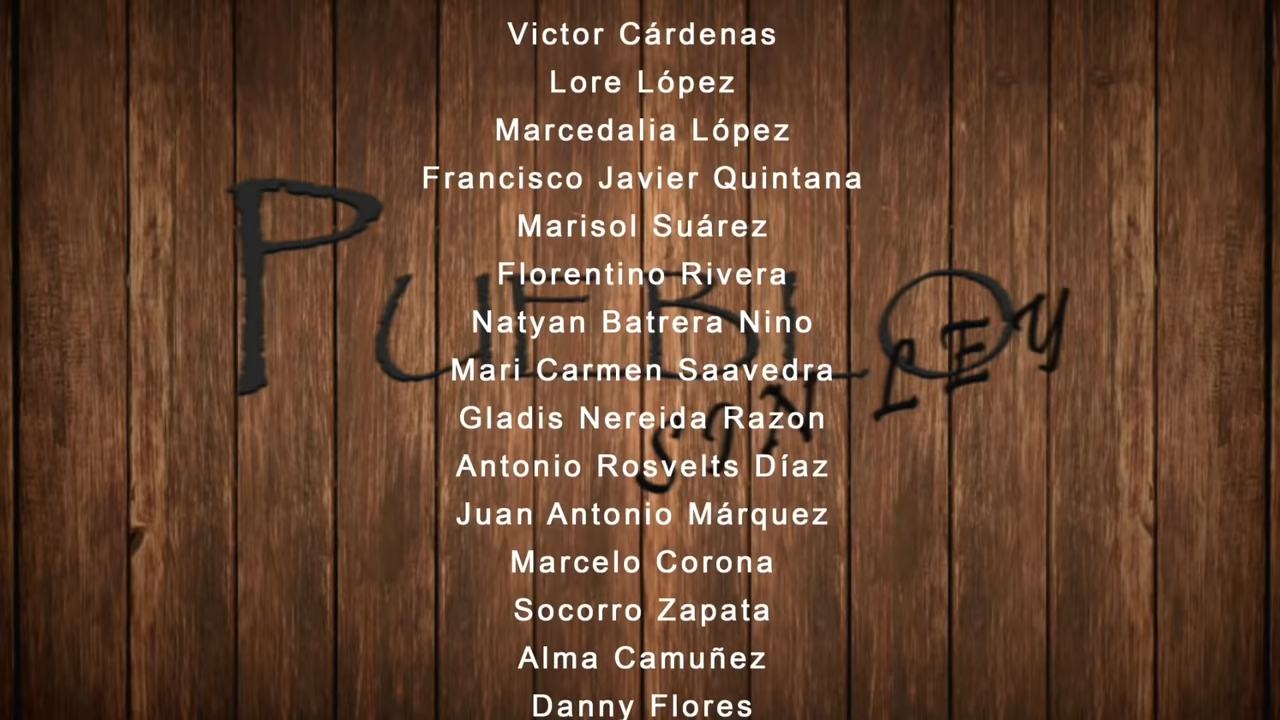 Victor Cárdenas
Lore López
Marcedalia López
Francisco Javier Quintana
Marisol Suárez
Florentino Rivera
Natyan Batrera Nino
Mari Carmen Saavedra
Gladis Nereida Razon
Antonio Rosvelts Díaz
Juan Antonio Márquez
Marcelo Corona
Socorro Zapata
Alma Camuñez
Danny Flores
PUEBLO
SIN LEY